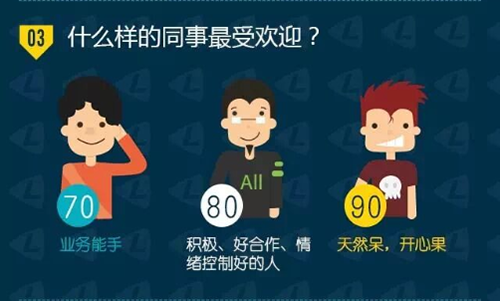 03 什么样的同事最受欢迎？
All
70
80
90
业务能手
积极、好合作、情
绪控制好的人
天然呆，开心果